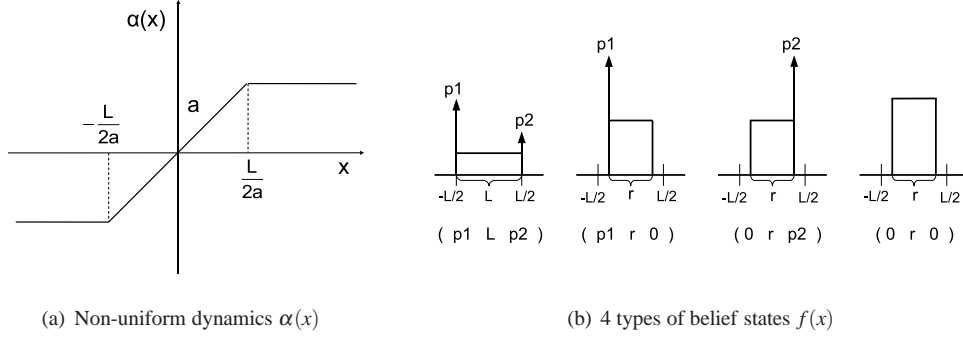 α(x)
a
− L/2a
L/2a
x
(a) Non-uniform dynamics α(x)
p1
p2
-L/2
L
L/2
( p1 L p2 )
p1
-L/2
r
L/2
( p1 r 0 )
p2
-L/2
r
L/2
( 0 r p2 )
-L/2
r
L/2
( 0 r 0 )
(b) 4 types of belief states f(x)